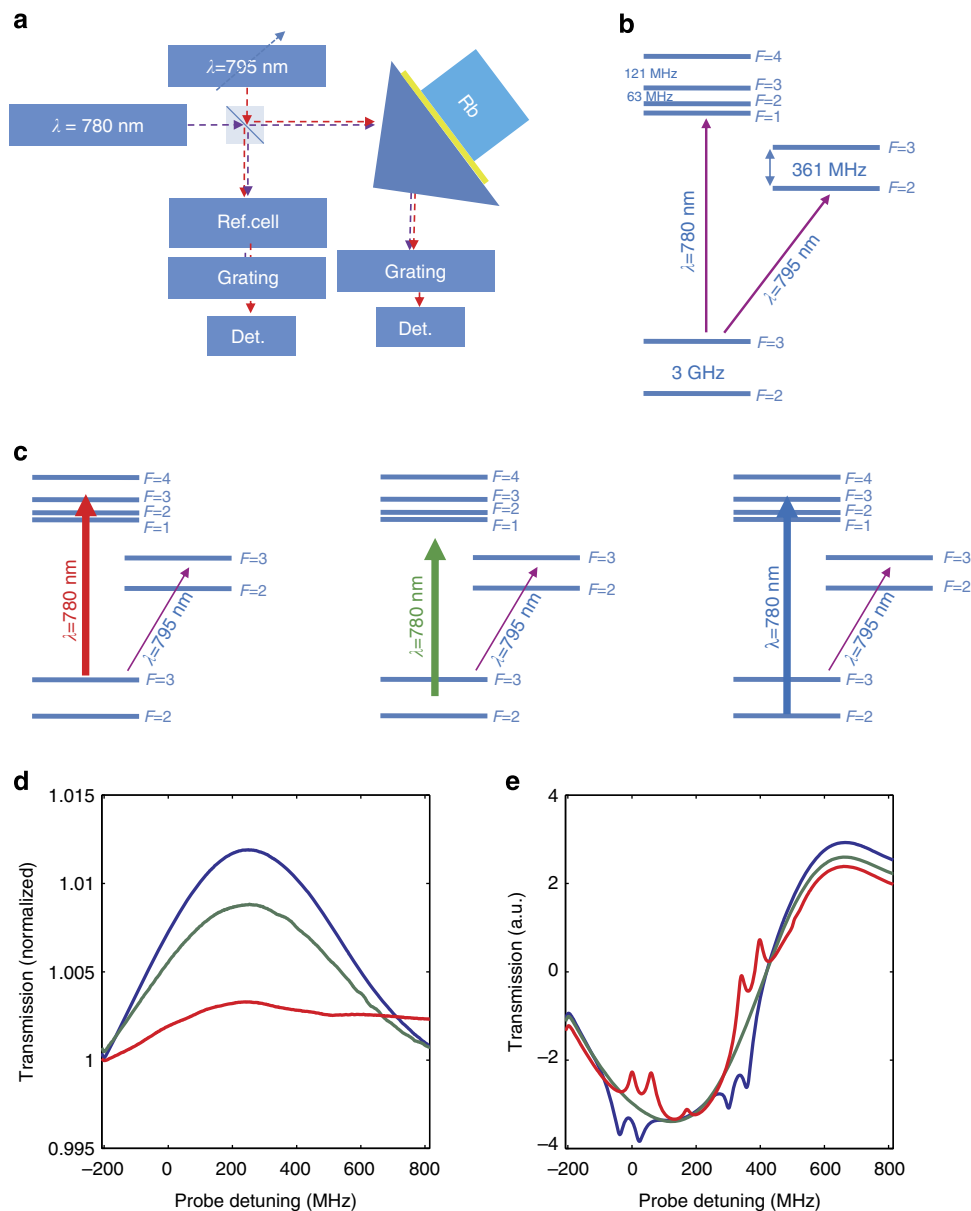 a
λ=795 nm
λ = 780 nm
Rb
Ref.cell
Grating
Det.
Grating
Det.
b
F=4
121 MHz
F=3
63 MHz
F=2
F=1
F=3
361 MHz
F=2
λ=780 nm
λ=795 nm
F=3
3 GHz
F=2
c
F=4
F=3
F=2
F=1
F=3
F=2
λ=780 nm
λ=795 nm
F=3
F=2
F=4
F=3
F=2
F=1
F=3
F=2
λ=780 nm
λ=795 nm
F=3
F=2
F=4
F=3
F=2
F=1
F=3
F=2
λ=780 nm
λ=795 nm
F=3
F=2
d
1.015
1.01
1.005
1
0.995
Transmission (normalized)
−200 0 200 400 600 800
Probe detuning (MHz)
e
4
2
0
−2
−4
Transmission (a.u.)
−200 0 200 400 600 800
Probe detuning (MHz)